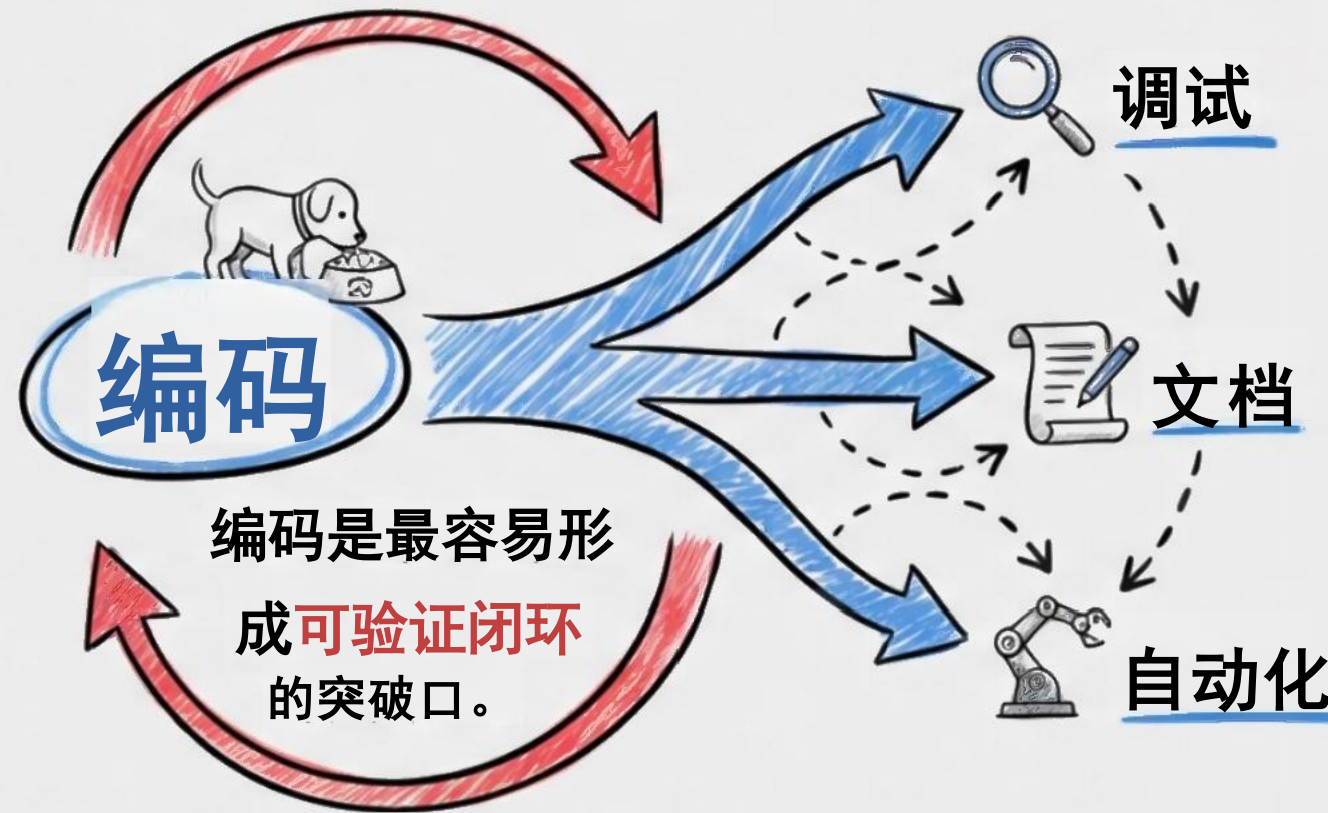 调试
编码
文档
编码是最容易形
成可验证闭环
的突破口。
自动化